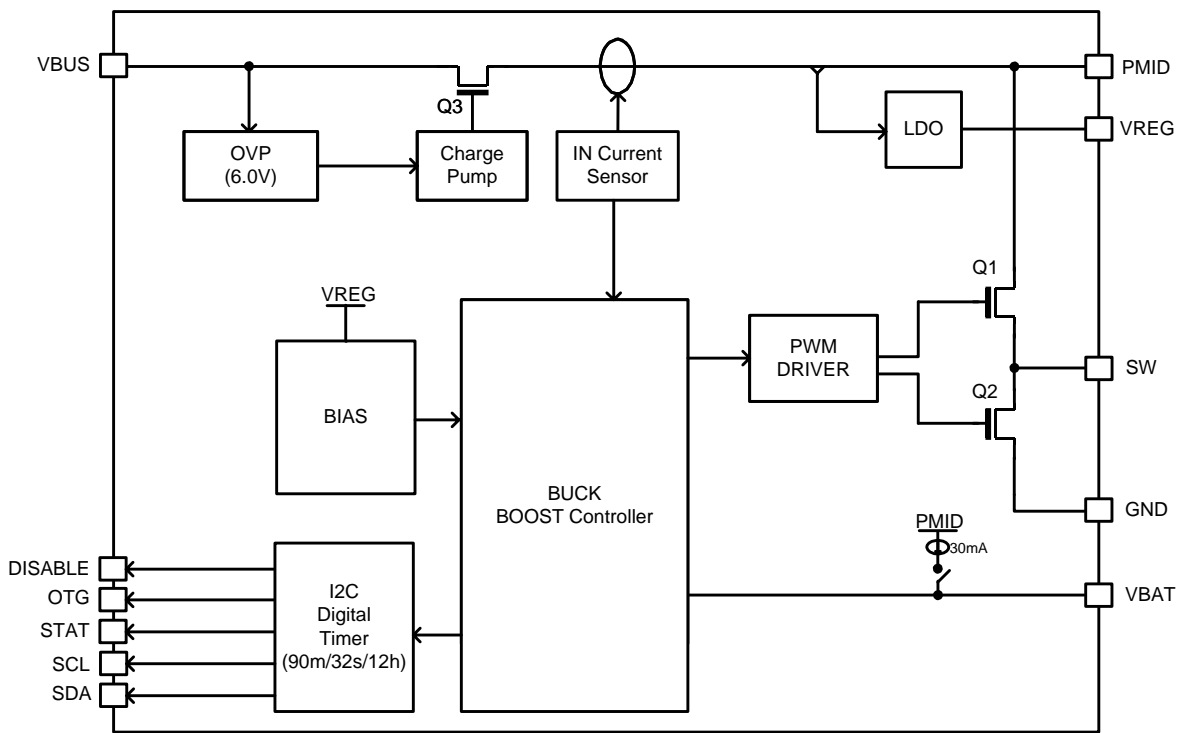 VBUS
PMID
Q3
LDO
VREG
OVP
(6.0V)
Charge
Pump
IN Current
Sensor
Q1
VREG
PWM
DRIVER
SW
Q2
BIAS
BUCK
BOOST Controller
GND
PMID
30mA
DISABLE
OTG
STAT
SCL
SDA
I2C
Digital
Timer
(90m/32s/12h)
VBAT